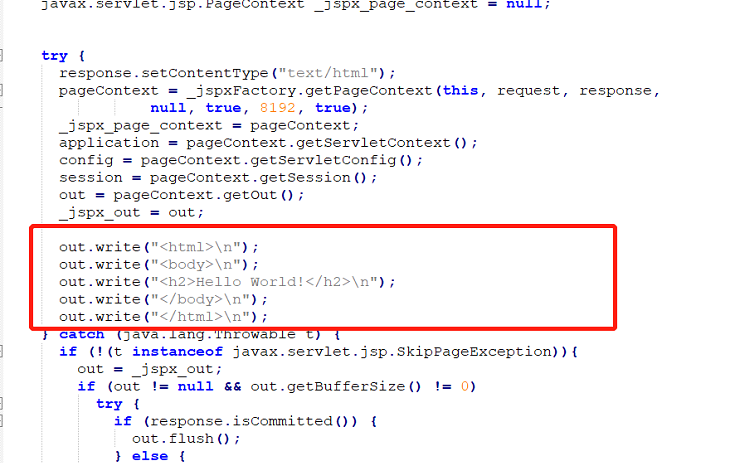 javax.servlet.jsp.PageContext _jspx_page_context = null;
try {
response.setContentType("text/html");
pageContext = _jspxFactory.getPageContext(this, request, response,
null, true, 8192, true);
_jspx_page_context = pageContext;
application = pageContext.getServletContext();
config = pageContext.getServletConfig();
session = pageContext.getSession();
out = pageContext.getOut();
_jspx_out = out;
out.write("<html>\n");
out.write("<body>\n");
out.write("<h2>Hello World!</h2>\n");
out.write("</body>\n");
out.write("</html>\n");
} catch (java.lang.Throwable t) {
if (!(t instanceof javax.servlet.jsp.SkipPageException)){
out = _jspx_out;
if (out != null && out.getBufferSize() != 0)
try {
if (response.isCommitted()) {
out.flush();
} else {